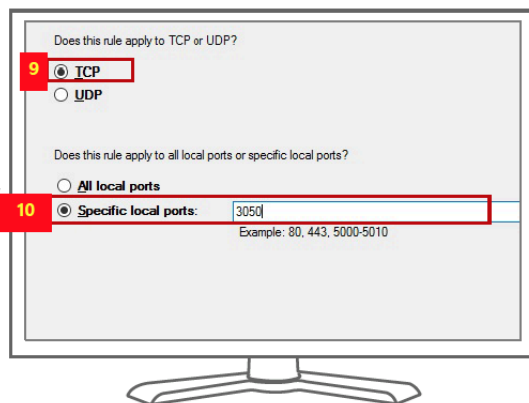 Does this rule apply to TCP or UDP?
9 TCP
UDP
Does this rule apply to all local ports or specific local ports?
All local ports
10 Specific local ports: 3050
Example: 80, 443, 5000-5010